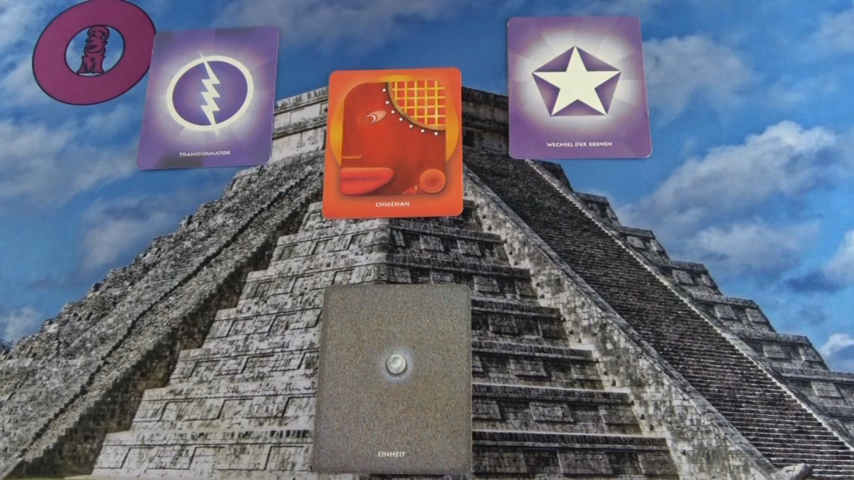 TRANSFORMATOR
WECHSEL DER EBENEN
CHICCHAN
EINHEIT